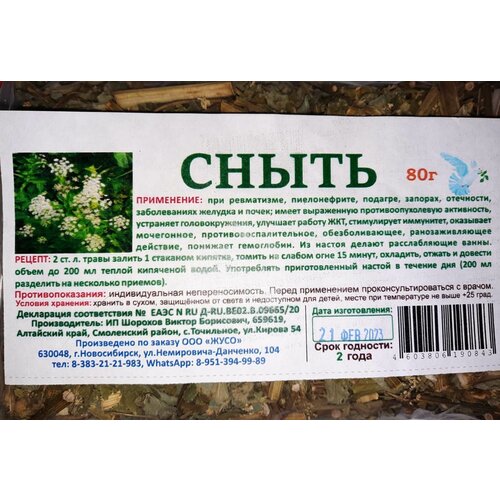 СНЫТЬ
80г
ПРИМЕНЕНИЕ: при ревматизме, пиелонефрите, подагре, запорах, отечности,
заболеваниях желудка и почек; имеет выраженную противоопухолевую активность,
устраняет головокружения, улучшает работу ЖКТ, стимулирует иммунитет, оказывает
мочегонное, противовоспалительное, обезболивающее, ранозаживляющее
действие, понижает гемоглобин. Из настоя делают расслабляющие ванны.
РЕЦЕПТ: 2 ст. л. травы залить 1 стаканом кипятка, томить на слабом огне 15 минут, охладить, отжать и довести
объем до 200 мл теплой кипяченой водой. Употреблять приготовленный настой в течение дня (200 мл
разделить на несколько приемов).
Противопоказания: индивидуальная непереносимость. Перед применением проконсультироваться с врачом.
Условия хранения: хранить в сухом, защищённом от света и недоступном для детей, месте при температуре не выше +25 град.
Декларация соответствия № ЕАЭС N RU Д-RU.BE02.B.09665/20
Производитель: ИП Шорохов Виктор Борисович, 659619,
Алтайский край, Смоленский район, с.Точильное, ул.Кирова 54
Произведено по заказу ООО «ЖУСО»
630048, г.Новосибирск, ул.Немировича-Данченко, 104
тел: 8-383-21-21-983, WhatsApp: 8-951-394-99-89
Дата изготовления:
21 ФЕВ 2023
Срок годности:
2 года
4603806190843